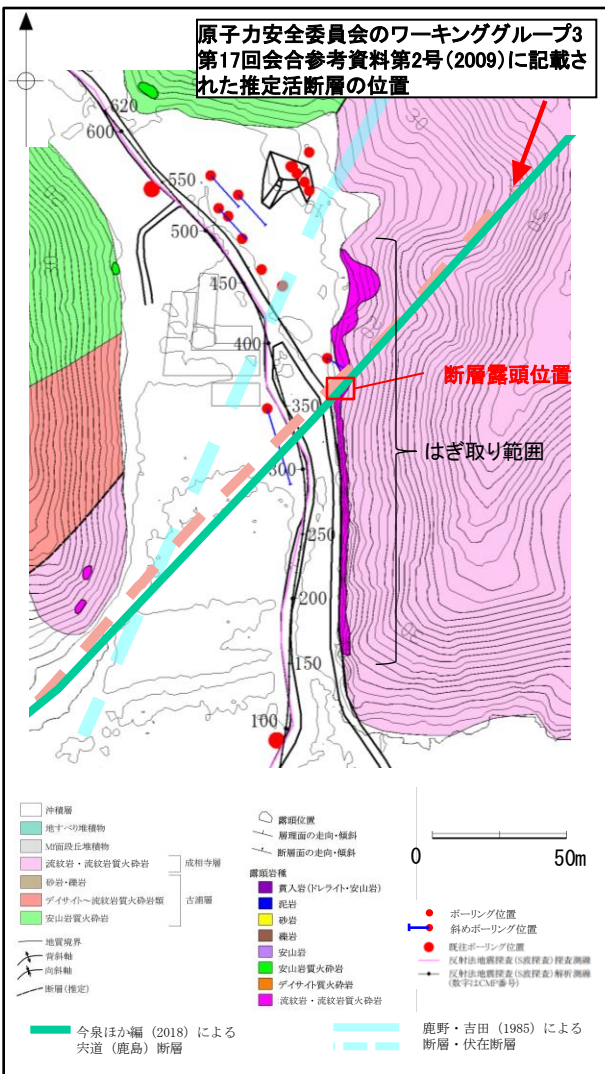 原子力安全委員会のワーキンググループ3
第17回会合参考資料第2号(2009)に記載さ
れた推定活断層の位置
620
600
550
500
450
400
断層露頭位置
350
はぎ取り範囲
300
250
200
150
100
沖積層
地すべり堆積物
Mf面段丘堆積物
流紋岩・流紋岩質火砕岩
成相寺層
砂岩・礫岩
デイサイト～流紋岩質火砕岩類
古浦層
安山岩質火砕岩
地質境界
背斜軸
向斜軸
断層(推定)
露頭位置
層理面の走向・傾斜
断層面の走向・傾斜
露頭岩種
貫入岩(ドレライト・安山岩)
泥岩
砂岩
礫岩
安山岩
安山岩質火砕岩
デイサイト質火砕岩
流紋岩・流紋岩質火砕岩
0 50m
ボーリング位置
斜めボーリング位置
既往ボーリング位置
反射法地震探査(S波探査)探査測線
反射法地震探査(S波探査)解析測線
(数字はCMP番号)
今泉ほか編（2018）による
宍道（鹿島）断層
鹿野・吉田（1985）による
断層・伏在断層